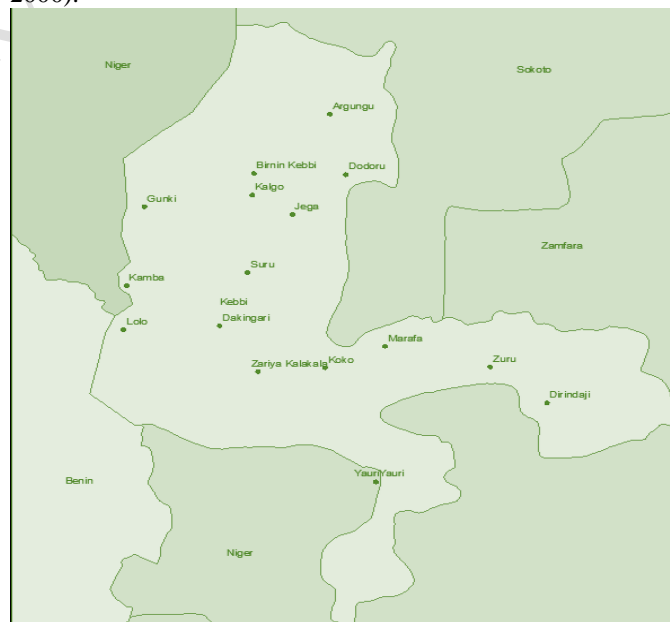 2006).
Niger
Sokoto
Argungu
Birnin Kebbi
Dodoru
Kalgo
Gunki
Jega
Zamfara
Suru
Kamba
Kebbi
Lolo
Dakingari
Marafa
Zariya Kalakala
Koko
Zuru
Dirindaji
Benin
YauriYauri
Niger